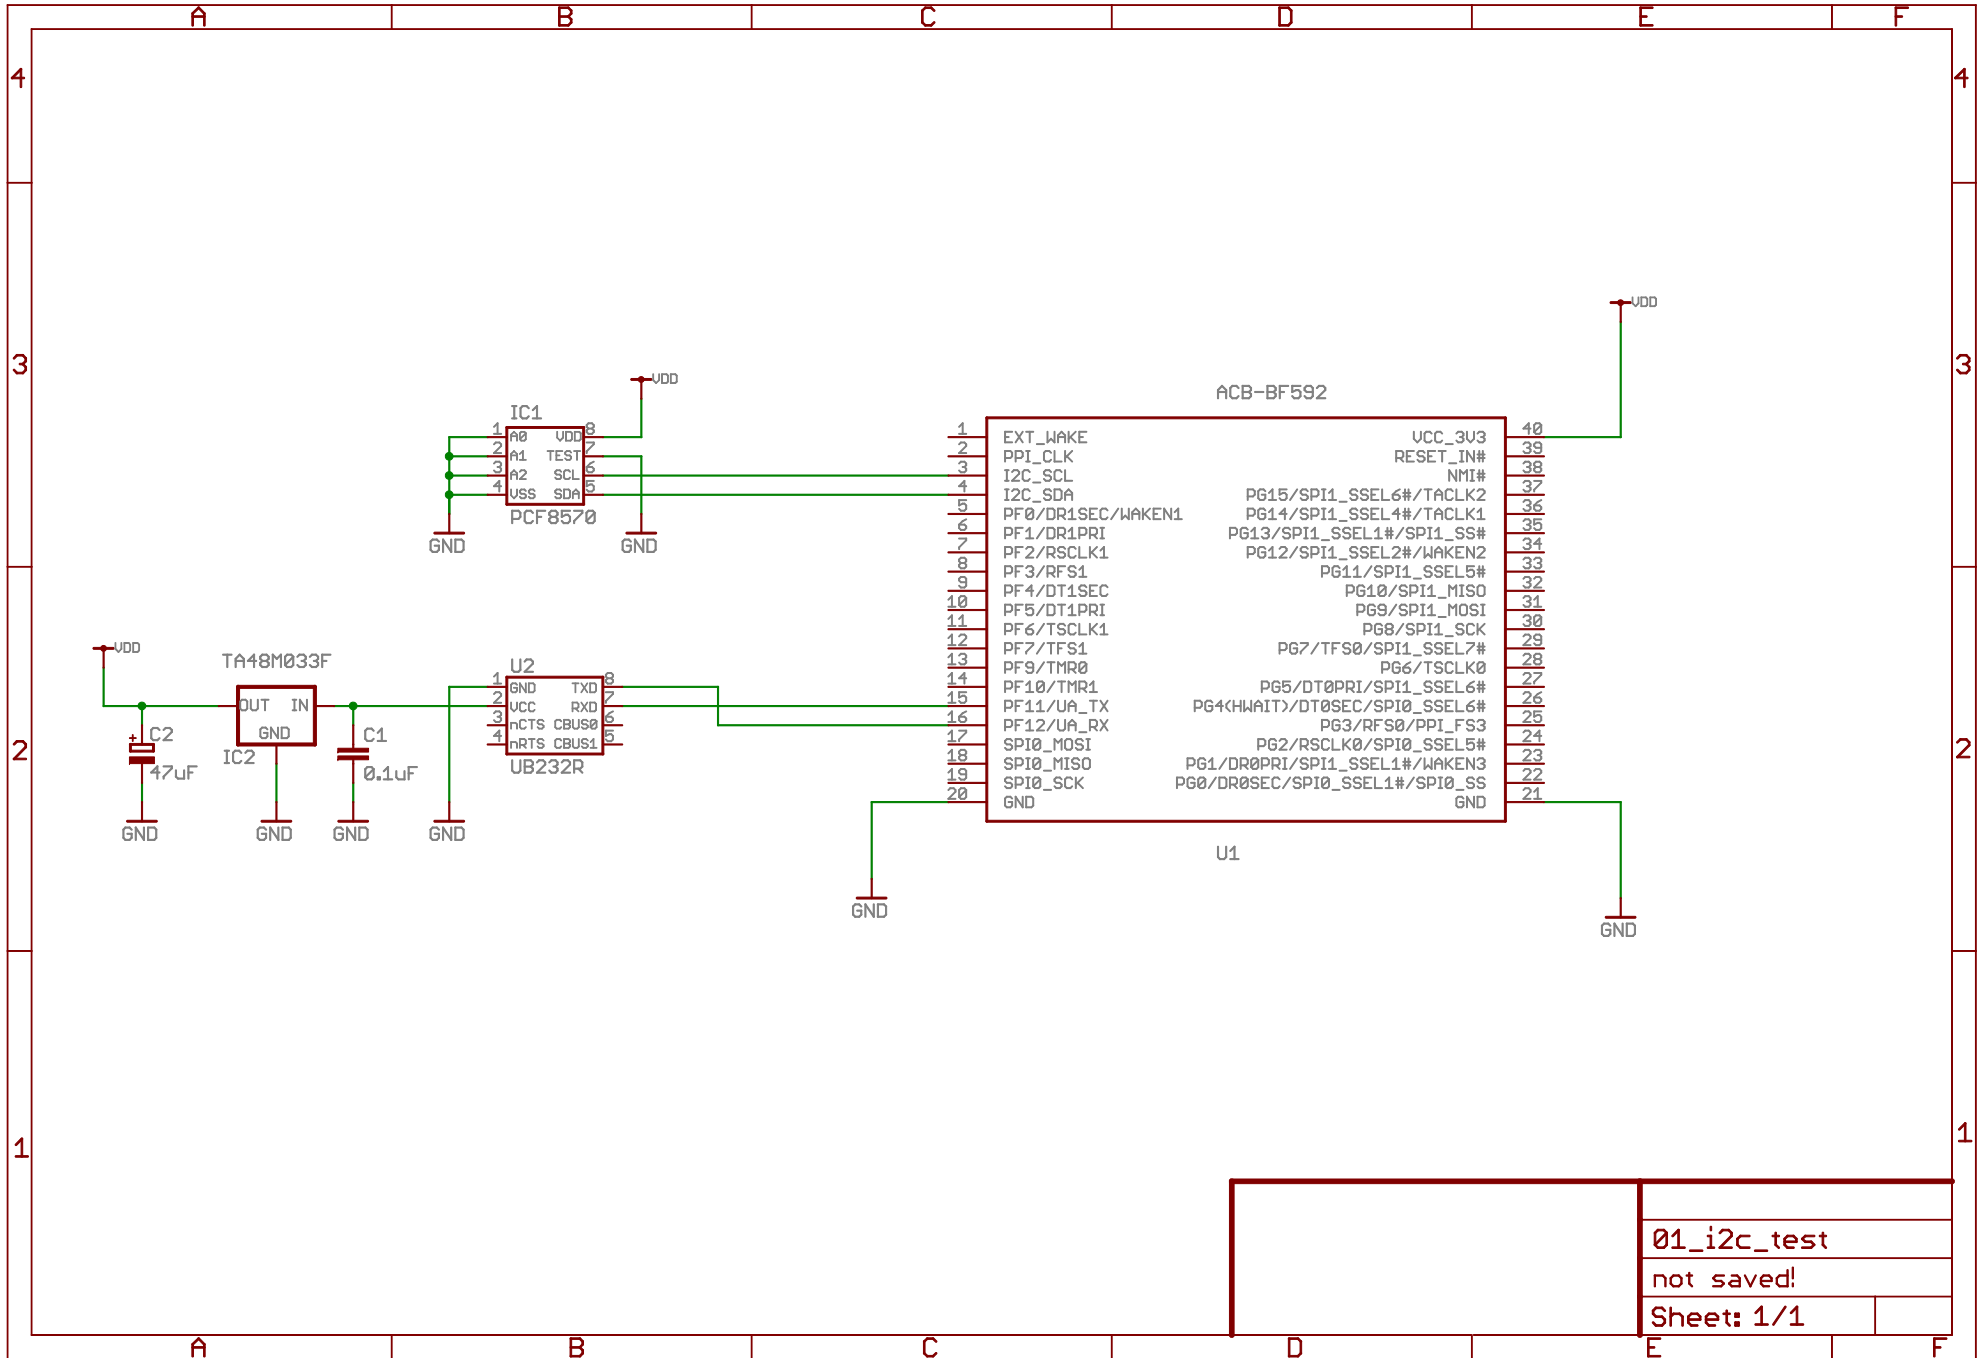 A B C D E F
4 4
3 3
2 2
1 1
VDD
VDD
ACB-BF592
IC1
1 A0 VDD 8
2 A1 TEST 7
3 A2 SCL 6
4 VSS SDA 5
PCF8570
GND GND
1 EXT_WAKE VCC_3V3 40
2 PPI_CLK RESET_IN# 39
3 I2C_SCL NMI# 38
4 I2C_SDA PG15/SPI1_SSEL6#/TACLK2 37
5 PF0/DR1SEC/WAKEN1 PG14/SPI1_SSEL4#/TACLK1 36
6 PF1/DR1PRI PG13/SPI1_SSEL1#/SPI1_SS# 35
7 PF2/RSCLK1 PG12/SPI1_SSEL2#/WAKEN2 34
8 PF3/RFS1 PG11/SPI1_SSEL5# 33
9 PF4/DT1SEC PG10/SPI1_MISO 32
10 PF5/DT1PRI PG9/SPI1_MOSI 31
11 PF6/TSCLK1 PG8/SPI1_SCK 30
12 PF7/TFS1 PG7/TFS0/SPI1_SSEL7# 29
13 PF9/TMR0 PG6/TSCLK0 28
14 PF10/TMR1 PG5/DT0PRI/SPI1_SSEL6# 27
15 PF11/UA_TX PG4(HWAIT)/DT0SEC/SPI0_SSEL6# 26
16 PF12/UA_RX PG3/RFS0/PPI_FS3 25
17 SPI0_MOSI PG2/RSCLK0/SPI0_SSEL5# 24
18 SPI0_MISO PG1/DR0PRI/SPI1_SSEL1#/WAKEN3 23
19 SPI0_SCK PG0/DR0SEC/SPI0_SSEL1#/SPI0_SS 22
20 GND GND 21
U1
GND GND
VDD
TA48M033F
OUT IN
GND
IC2
C2
+
47uF
C1
0.1uF
U2
1 GND TXD 8
2 VCC RXD 7
3 nCTS CBUS0 6
4 nRTS CBUS1 5
UB232R
GND GND GND GND
01_i2c_test
not saved!
Sheet: 1/1
A B C D E F